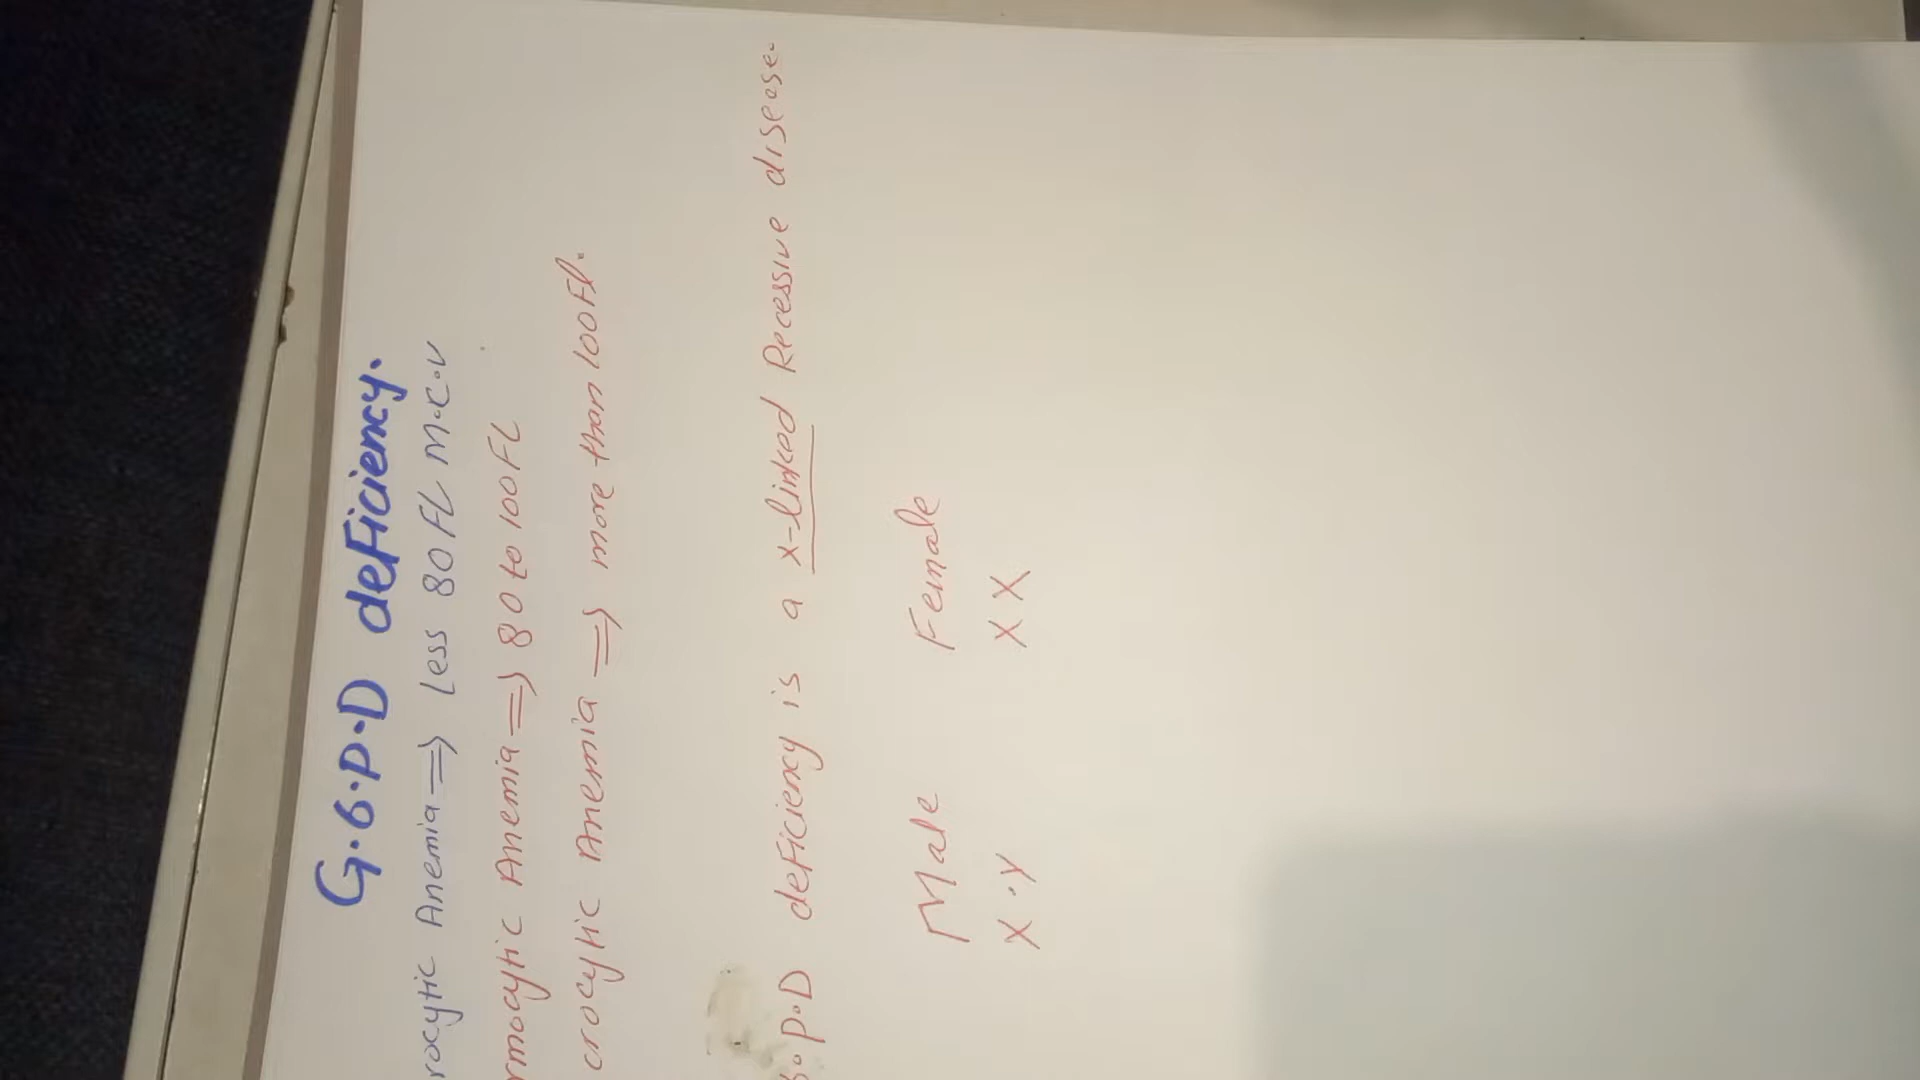 G.6.P.D deficiency.
rocytic Anemia => Less 80 FL M.C.V
rmocytic Anemia => 80 to 100 FL
crocytic Anemia => more than 100 Fl.
6.P.D deficiency is a x-linked Recessive disease.
Male Female
X.Y X X